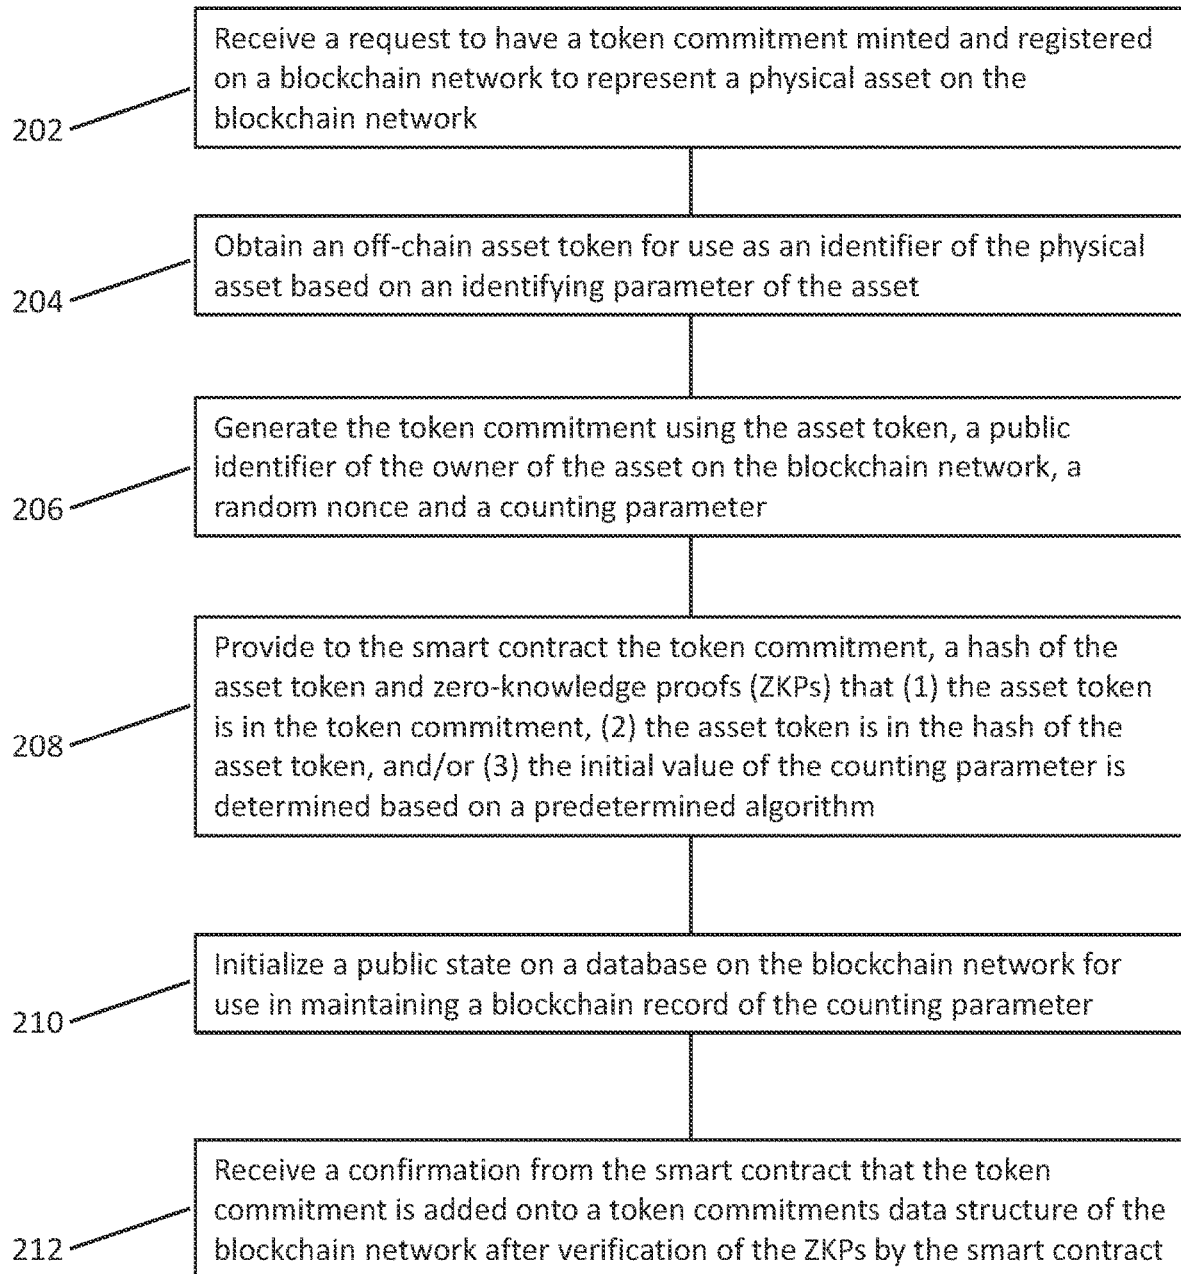 Receive a request to have a token commitment minted and registered
on a blockchain network to represent a physical asset on the
blockchain network
202
Obtain an off-chain asset token for use as an identifier of the physical
asset based on an identifying parameter of the asset
204
Generate the token commitment using the asset token, a public
identifier of the owner of the asset on the blockchain network, a
random nonce and a counting parameter
206
Provide to the smart contract the token commitment, a hash of the
asset token and zero-knowledge proofs (ZKPs) that (1) the asset token
is in the token commitment, (2) the asset token is in the hash of the
asset token, and/or (3) the initial value of the counting parameter is
determined based on a predetermined algorithm
208
Initialize a public state on a database on the blockchain network for
use in maintaining a blockchain record of the counting parameter
210
Receive a confirmation from the smart contract that the token
commitment is added onto a token commitments data structure of the
blockchain network after verification of the ZKPs by the smart contract
212